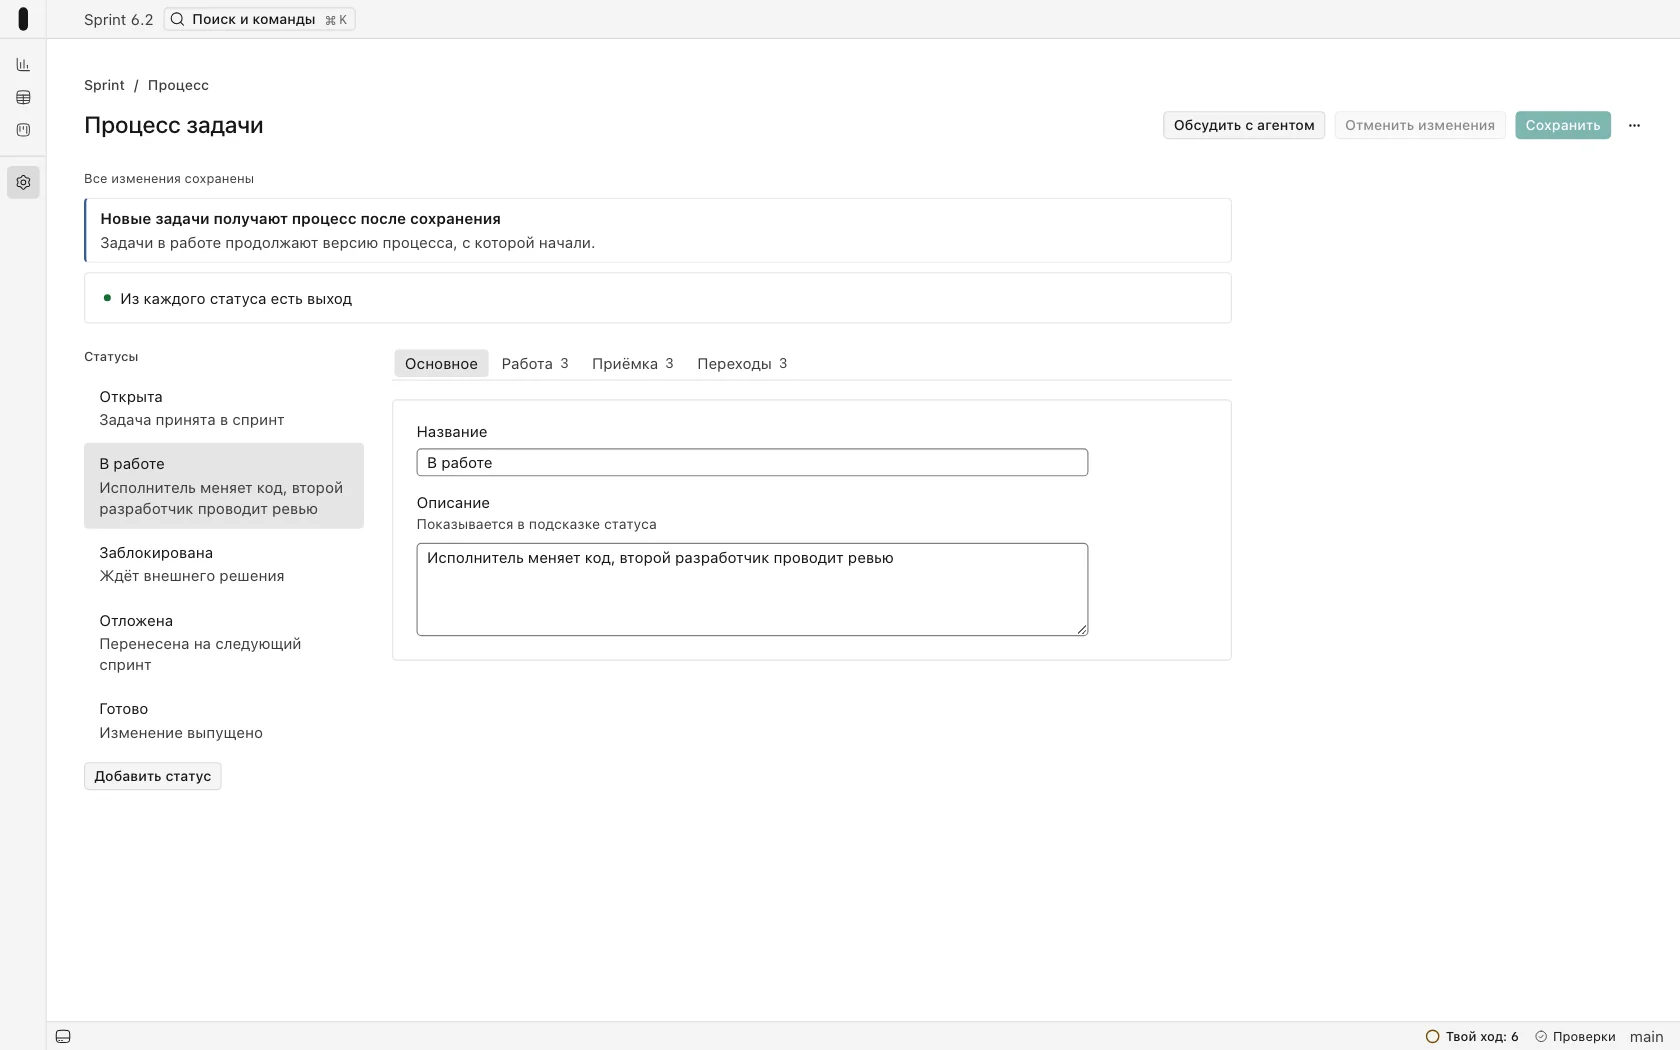 Sprint 6.2
Поиск и команды ⌘ K
Sprint / Процесс
Процесс задачи
Обсудить с агентом
Отменить изменения
Сохранить
Все изменения сохранены
Новые задачи получают процесс после сохранения
Задачи в работе продолжают версию процесса, с которой начали.
Из каждого статуса есть выход
Статусы
Открыта
Задача принята в спринт
В работе
Исполнитель меняет код, второй
разработчик проводит ревью
Заблокирована
Ждёт внешнего решения
Отложена
Перенесена на следующий
спринт
Готово
Изменение выпущено
Добавить статус
Основное
Работа 3
Приёмка 3
Переходы 3
Название
В работе
Описание
Показывается в подсказке статуса
Исполнитель меняет код, второй разработчик проводит ревью
Твой ход: 6
Проверки
main